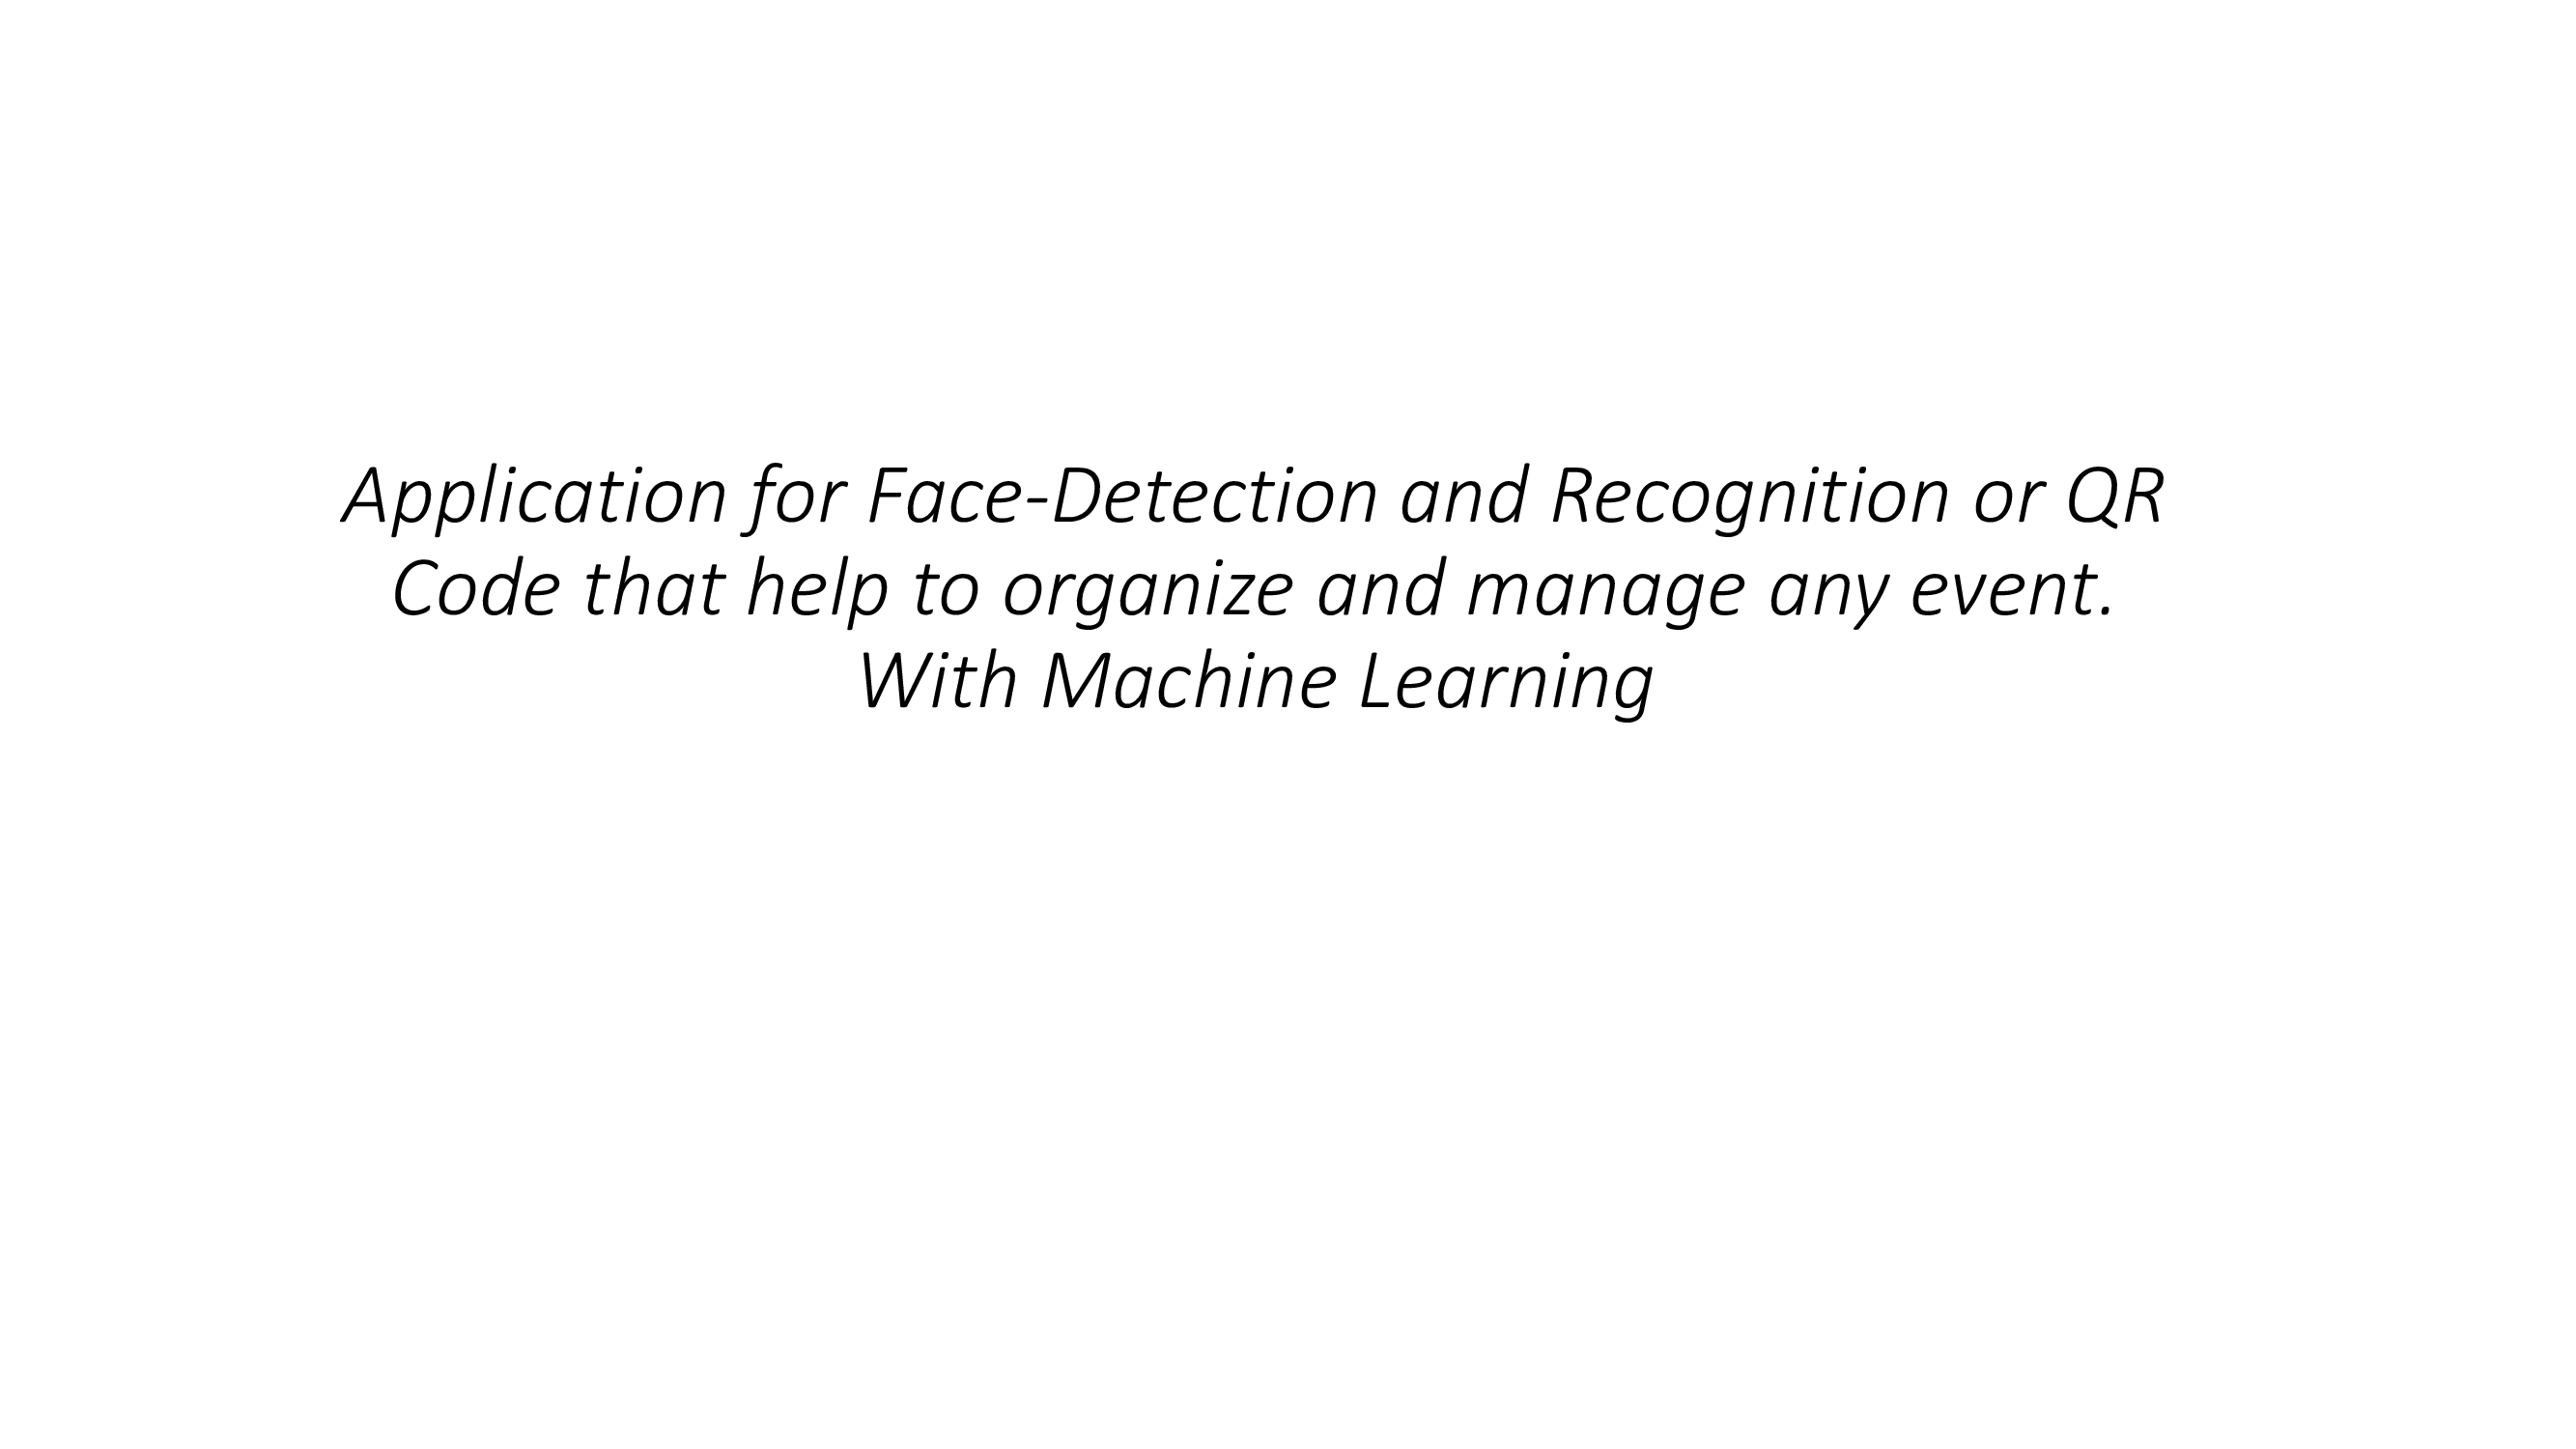 Application for Face-Detection and Recognition or QR
Code that help to organize and manage any event.
With Machine Learning